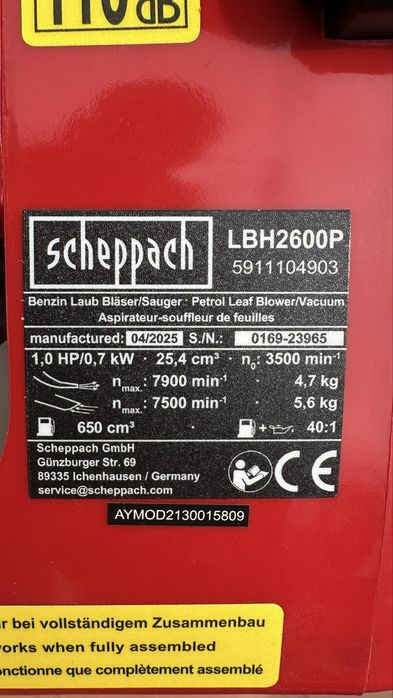 110
dB
scheppach
LBH2600P
5911104903
Benzin Laub Bläser/Sauger · Petrol Leaf Blower/Vacuum
Aspirateur-souffleur de feuilles
manufactured: 04/2025 S./N.: 0169-23965
1,0 HP/0,7 kW · 25,4 cm³ · n₀: 3500 min⁻¹
nmax.: 7900 min⁻¹ · 4,7 kg
nmax.: 7500 min⁻¹ · 5,6 kg
650 cm³ · + 40:1
Scheppach GmbH
Günzburger Str. 69
89335 Ichenhausen / Germany
service@scheppach.com
CE
AYMOD2130015809
bei vollständigem Zusammenbau
when fully assembled
que complètement assemblé